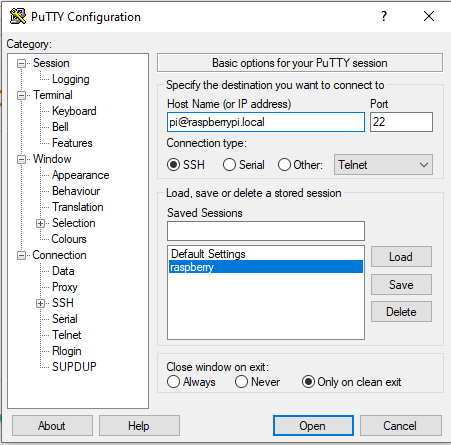 PuTTY Configuration
?
Category:
Session
Logging
Terminal
Keyboard
Bell
Features
Window
Appearance
Behaviour
Translation
Selection
Colours
Connection
Data
Proxy
SSH
Serial
Telnet
Rlogin
SUPDUP
Basic options for your PuTTY session
Specify the destination you want to connect to
Host Name (or IP address) Port
pi@raspberrypi.local 22
Connection type:
SSH Serial Other: Telnet
Load, save or delete a stored session
Saved Sessions
Default Settings
raspberry
Load
Save
Delete
Close window on exit:
Always Never Only on clean exit
About Help Open Cancel